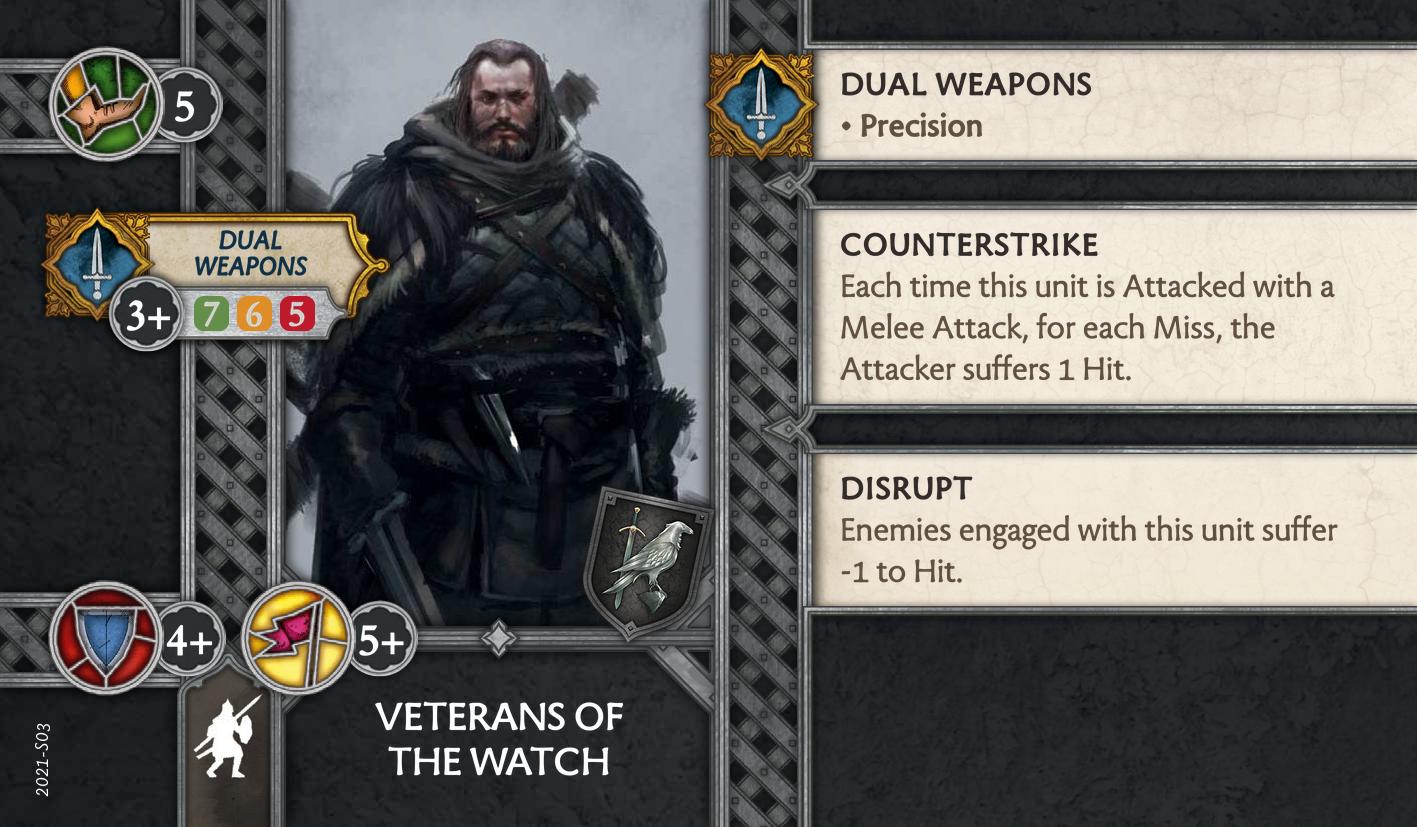 5
DUAL
WEAPONS
3+ 7 6 5
4+ 5+
VETERANS OF
THE WATCH
2021-S03
DUAL WEAPONS
• Precision
COUNTERSTRIKE
Each time this unit is Attacked with a
Melee Attack, for each Miss, the
Attacker suffers 1 Hit.
DISRUPT
Enemies engaged with this unit suffer
-1 to Hit.